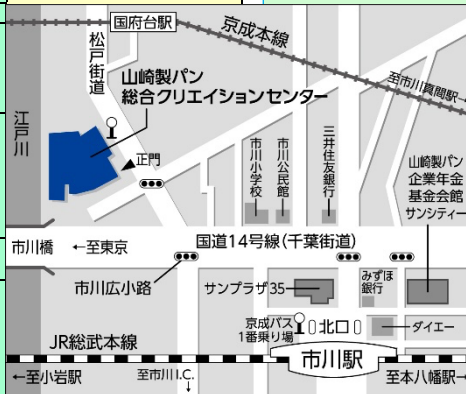 国府台駅
京成本線
松戸街道
山崎製パン
総合クリエイションセンター
至市川真間駅→
江戸川
正門
市川小学校
市川公民館
三井住友銀行
山崎製パン
企業年金
基金会館
サンシティー
市川橋
←至東京
国道14号線(千葉街道)
市川広小路
サンプラザ35
みずほ
銀行
京成バス
1番乗り場
北口
ダイエー
JR総武本線
市川駅
←至小岩駅
至市川I.C.
↓
至本八幡駅→